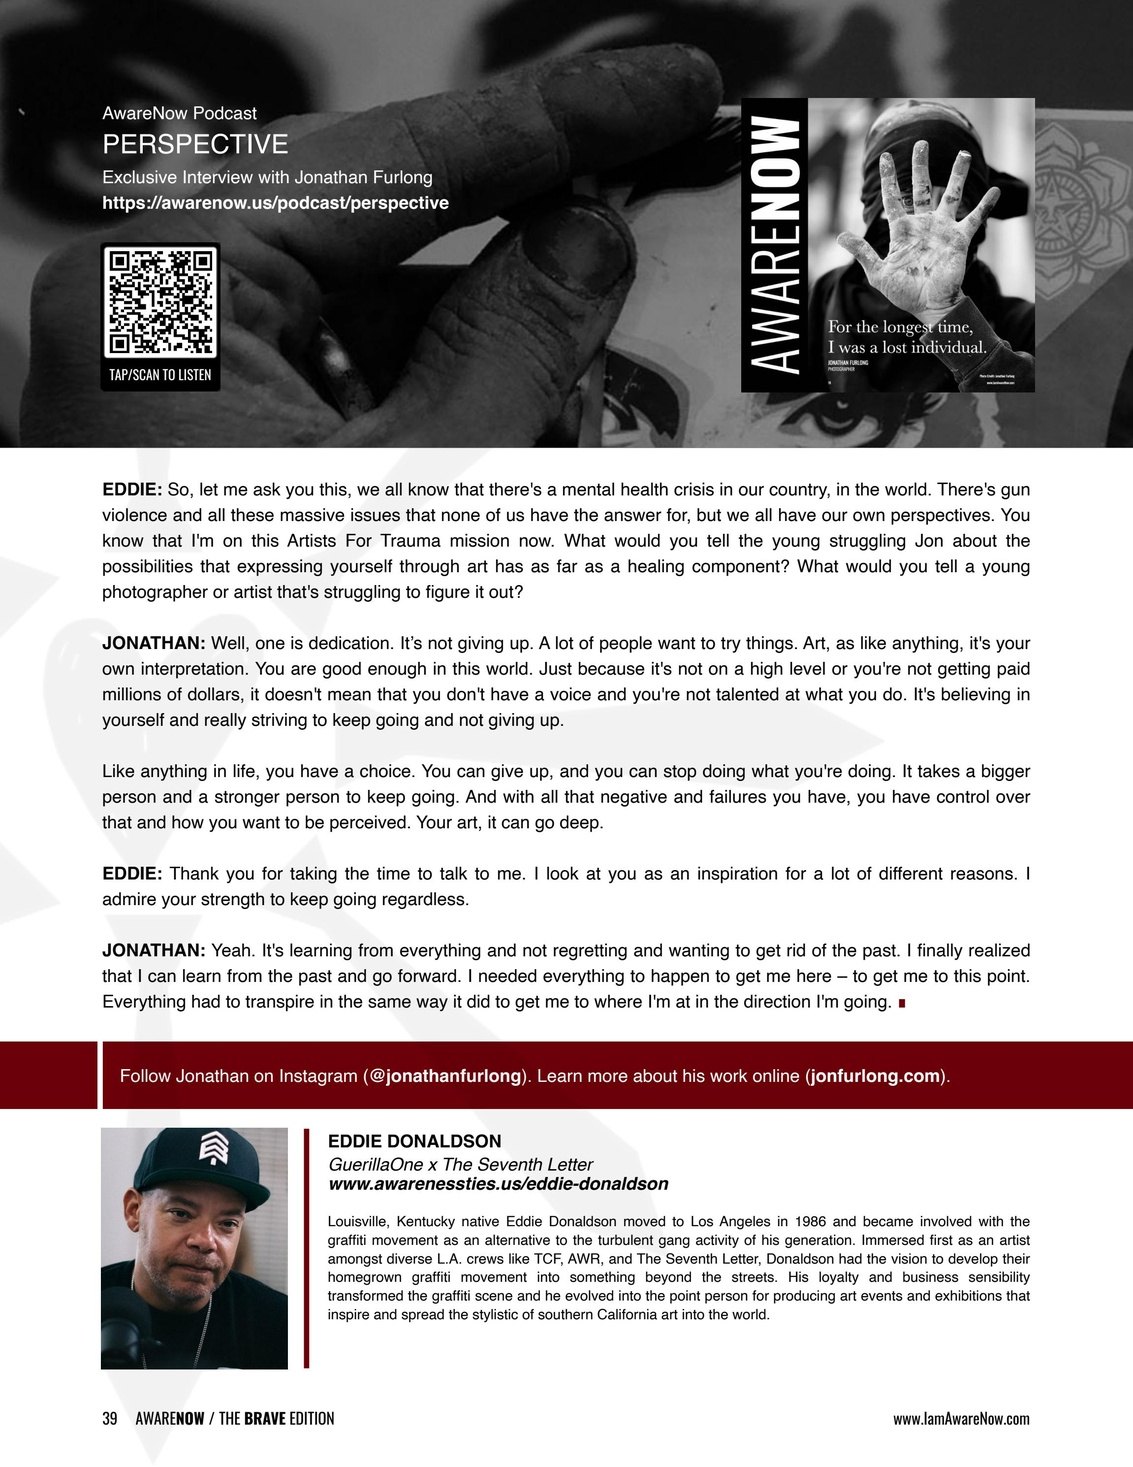 AwareNow Podcast
PERSPECTIVE
Exclusive Interview with Jonathan Furlong
https://awarenow.us/podcast/perspective
TAP/SCAN TO LISTEN
AWARENOW
For the longest time,
I was a lost individual.
JONATHAN FURLONG
PHOTOGRAPHER
EDDIE: So, let me ask you this, we all know that there's a mental health crisis in our country, in the world. There's gun
violence and all these massive issues that none of us have the answer for, but we all have our own perspectives. You
know that I'm on this Artists For Trauma mission now. What would you tell the young struggling Jon about the
possibilities that expressing yourself through art has as far as a healing component? What would you tell a young
photographer or artist that's struggling to figure it out?
JONATHAN: Well, one is dedication. It’s not giving up. A lot of people want to try things. Art, as like anything, it's your
own interpretation. You are good enough in this world. Just because it's not on a high level or you're not getting paid
millions of dollars, it doesn't mean that you don't have a voice and you're not talented at what you do. It's believing in
yourself and really striving to keep going and not giving up.
Like anything in life, you have a choice. You can give up, and you can stop doing what you're doing. It takes a bigger
person and a stronger person to keep going. And with all that negative and failures you have, you have control over
that and how you want to be perceived. Your art, it can go deep.
EDDIE: Thank you for taking the time to talk to me. I look at you as an inspiration for a lot of different reasons. I
admire your strength to keep going regardless.
JONATHAN: Yeah. It's learning from everything and not regretting and wanting to get rid of the past. I finally realized
that I can learn from the past and go forward. I needed everything to happen to get me here – to get me to this point.
Everything had to transpire in the same way it did to get me to where I'm at in the direction I'm going.
Follow Jonathan on Instagram (@jonathanfurlong). Learn more about his work online (jonfurlong.com).
EDDIE DONALDSON
GuerillaOne x The Seventh Letter
www.awarenessties.us/eddie-donaldson
Louisville, Kentucky native Eddie Donaldson moved to Los Angeles in 1986 and became involved with the
graffiti movement as an alternative to the turbulent gang activity of his generation. Immersed first as an artist
amongst diverse L.A. crews like TCF, AWR, and The Seventh Letter, Donaldson had the vision to develop their
homegrown graffiti movement into something beyond the streets. His loyalty and business sensibility
transformed the graffiti scene and he evolved into the point person for producing art events and exhibitions that
inspire and spread the stylistic of southern California art into the world.
39 AWARENOW / THE BRAVE EDITION
www.IamAwareNow.com